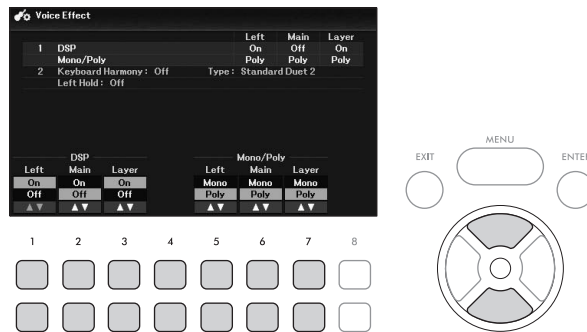 Voice Effect
Left Main Layer
1 DSP On Off On
Mono/Poly Poly Poly Poly
2 Keyboard Harmony : Off Type : Standard Duet 2
Left Hold : Off
DSP Mono/Poly
Left Main Layer Left Main Layer
On On On Mono Mono Mono
Off Off Off Poly Poly Poly
▲▼ ▲▼ ▲▼ ▲▼ ▲▼ ▲▼
1 2 3 4 5 6 7 8
MENU
EXIT ENTER